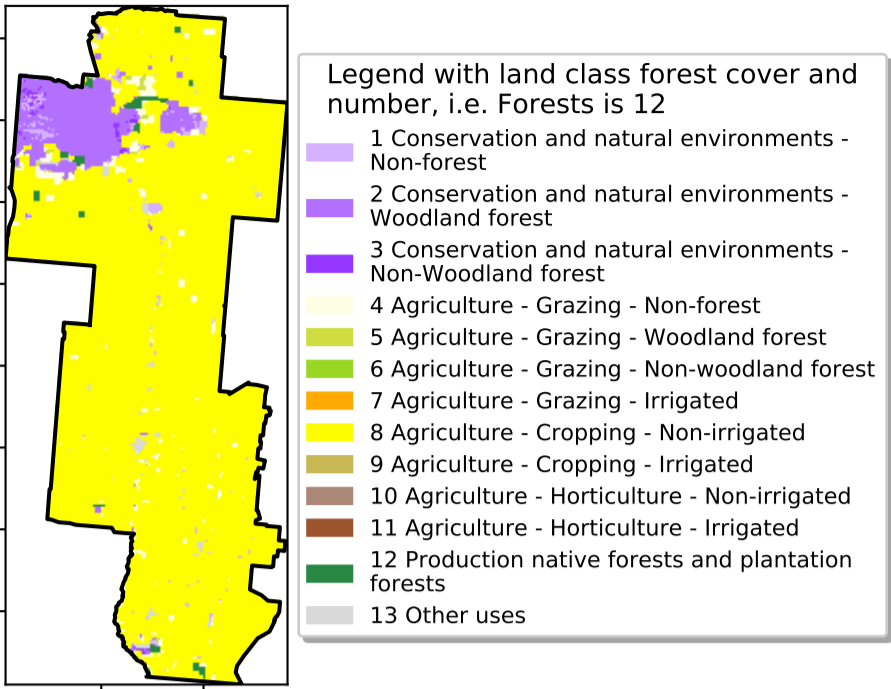 Legend with land class forest cover and
number, i.e. Forests is 12
1 Conservation and natural environments -
Non-forest
2 Conservation and natural environments -
Woodland forest
3 Conservation and natural environments -
Non-Woodland forest
4 Agriculture - Grazing - Non-forest
5 Agriculture - Grazing - Woodland forest
6 Agriculture - Grazing - Non-woodland forest
7 Agriculture - Grazing - Irrigated
8 Agriculture - Cropping - Non-irrigated
9 Agriculture - Cropping - Irrigated
10 Agriculture - Horticulture - Non-irrigated
11 Agriculture - Horticulture - Irrigated
12 Production native forests and plantation
forests
13 Other uses